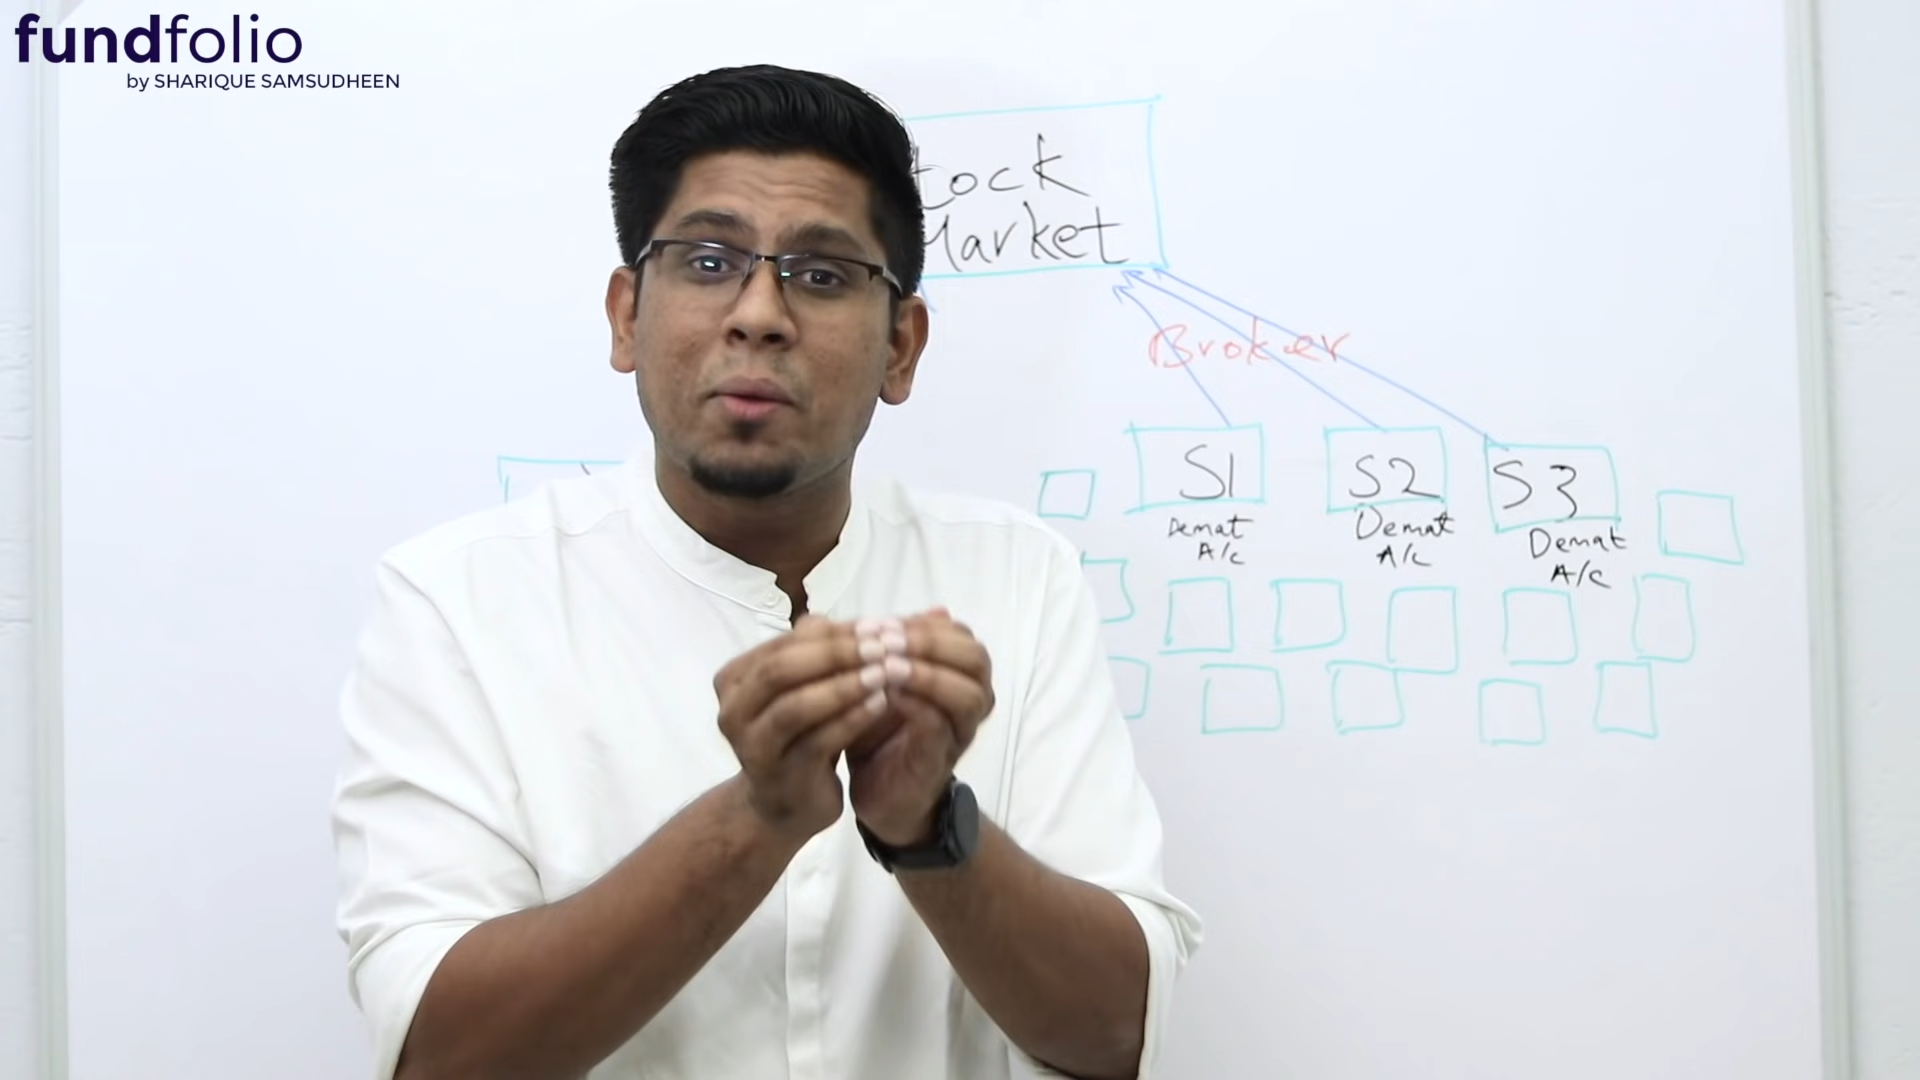 fundfolio
by SHARIQUE SAMSUDHEEN
tock
Market
Broker
S1
S2
S3
Demat
A/c
Demat
A/c
Demat
A/c